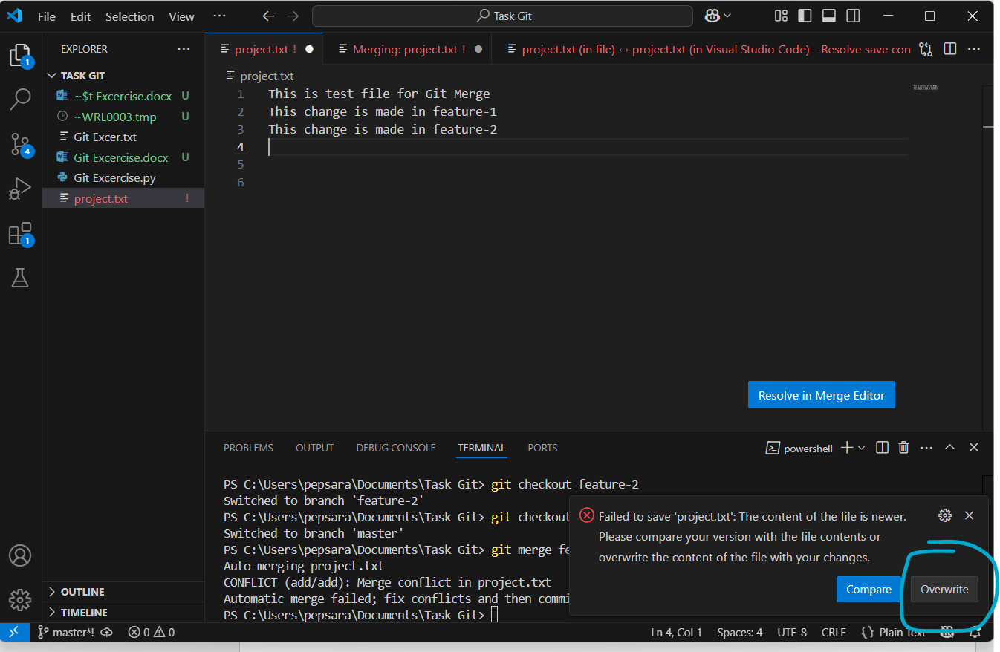 File Edit Selection View ··· ← → Task Git
EXPLORER ···
TASK GIT
~$t Excercise.docx U
~WRL0003.tmp U
Git Excer.txt
Git Excercise.docx U
Git Excercise.py
project.txt !
OUTLINE
TIMELINE
1
4
1
project.txt ! ●
Merging: project.txt ! ●
project.txt (in file) ↔ project.txt (in Visual Studio Code) - Resolve save con
project.txt
1 This is test file for Git Merge
2 This change is made in feature-1
3 This change is made in feature-2
4
5
6
Resolve in Merge Editor
PROBLEMS OUTPUT DEBUG CONSOLE TERMINAL PORTS
powershell
PS C:\Users\pepsara\Documents\Task Git> git checkout feature-2
Switched to branch 'feature-2'
PS C:\Users\pepsara\Documents\Task Git> git checkout
Switched to branch 'master'
PS C:\Users\pepsara\Documents\Task Git> git merge fe
Auto-merging project.txt
CONFLICT (add/add): Merge conflict in project.txt
Automatic merge failed; fix conflicts and then commi
PS C:\Users\pepsara\Documents\Task Git>
Failed to save 'project.txt': The content of the file is newer.
Please compare your version with the file contents or
overwrite the content of the file with your changes.
Compare Overwrite
master*! 0 0 Ln 4, Col 1 Spaces: 4 UTF-8 CRLF {} Plain Text